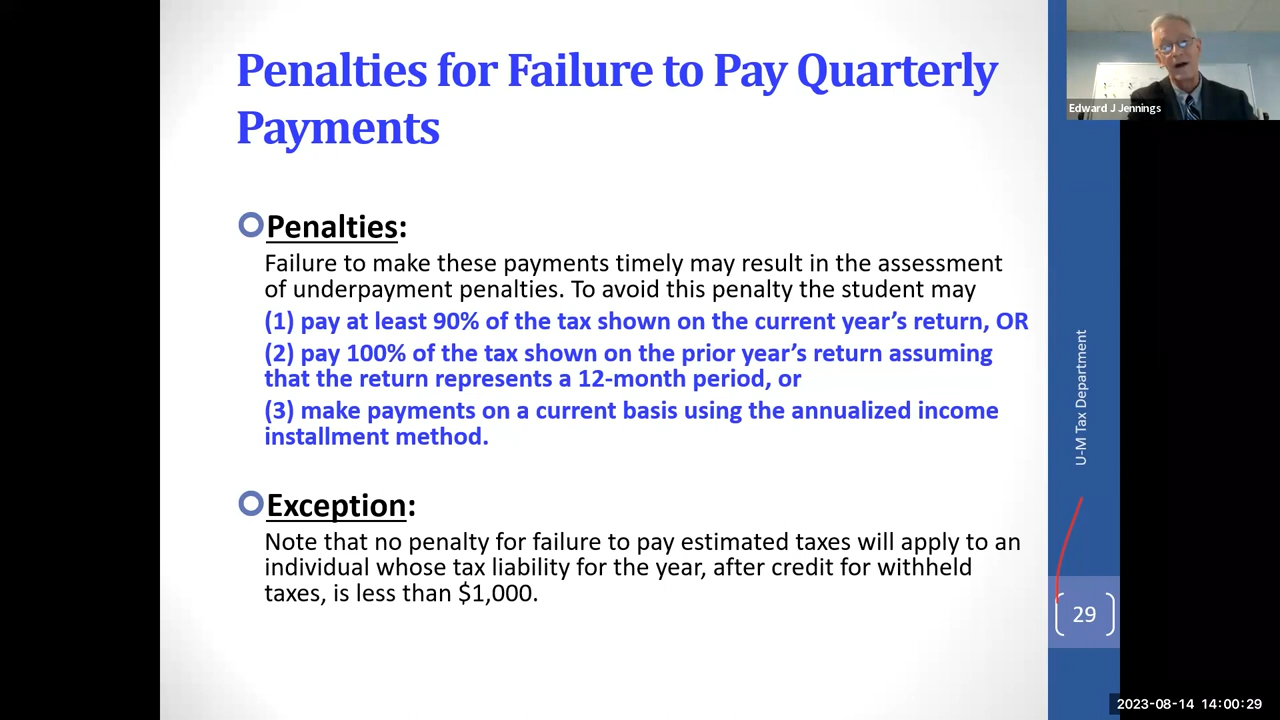 Penalties for Failure to Pay Quarterly
Payments
Penalties:
Failure to make these payments timely may result in the assessment
of underpayment penalties. To avoid this penalty the student may
(1) pay at least 90% of the tax shown on the current year’s return, OR
(2) pay 100% of the tax shown on the prior year’s return assuming
that the return represents a 12-month period, or
(3) make payments on a current basis using the annualized income
installment method.
Exception:
Note that no penalty for failure to pay estimated taxes will apply to an
individual whose tax liability for the year, after credit for withheld
taxes, is less than $1,000.
Edward J Jennings
U-M Tax Department
29
2023-08-14 14:00:29